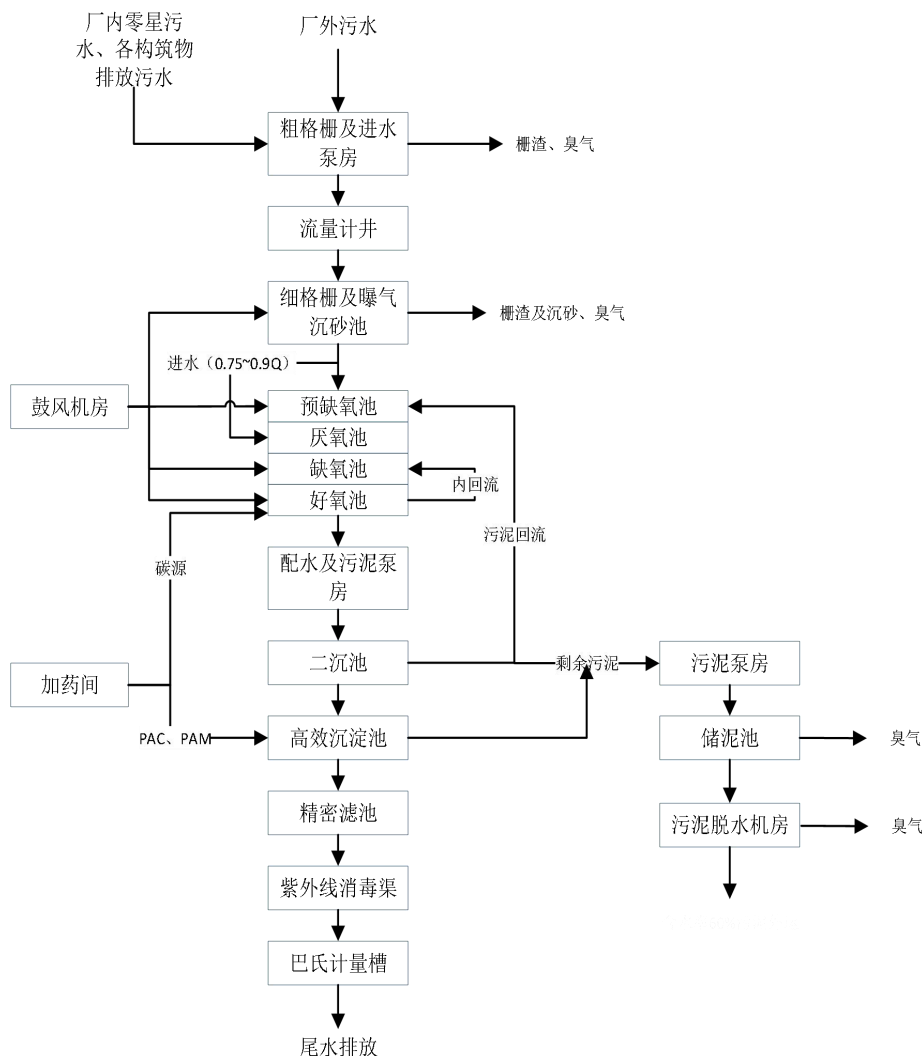 厂内零星污
水、各构筑物
排放污水
厂外污水
粗格栅及进水
泵房
栅渣、臭气
流量计井
细格栅及曝气
沉砂池
栅渣及沉砂、臭气
进水（0.75~0.9Q）
鼓风机房
预缺氧池
厌氧池
缺氧池
好氧池
内回流
污泥回流
碳源
配水及污泥泵
房
二沉池
剩余污泥
污泥泵房
加药间
PAC、PAM
高效沉淀池
储泥池
臭气
精密滤池
污泥脱水机房
臭气
紫外线消毒渠
巴氏计量槽
尾水排放